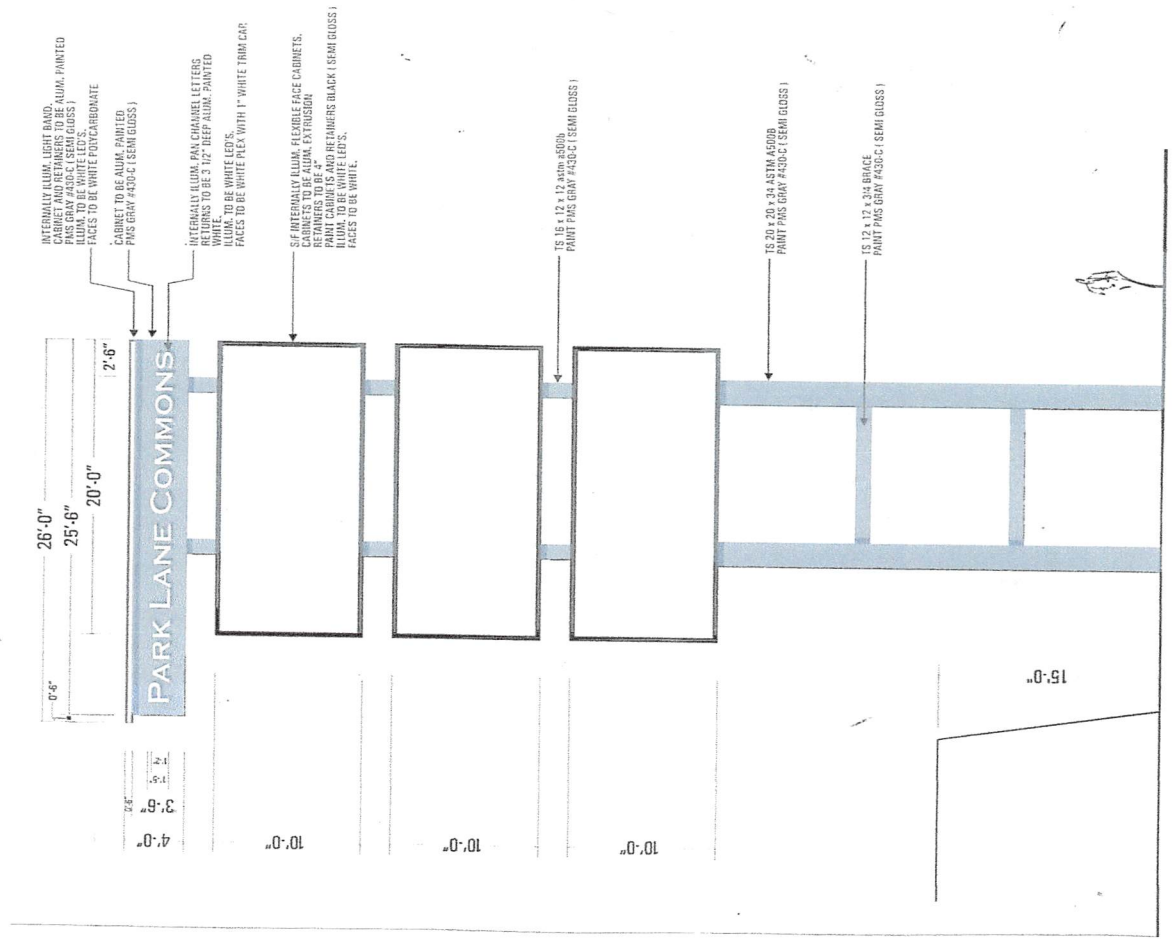 INTERNALLY ILLUM. LIGHT BAND.
CABINET AND RETAINERS TO BE ALUM. PAINTED
PMS GRAY #430-C ( SEMI GLOSS )
ILLUM. TO BE WHITE LED'S.
FACES TO BE WHITE POLYCARBONATE
CABINET TO BE ALUM. PAINTED
PMS GRAY #430-C ( SEMI GLOSS )
INTERNALLY ILLUM. PAN CHANNEL LETTERS
RETURNS TO BE 3 1/2" DEEP ALUM. PAINTED
WHITE.
ILLUM. TO BE WHITE LED'S.
FACES TO BE WHITE PLEX WITH 1" WHITE TRIM CAP.
S/F INTERNALLY ILLUM. FLEXIBLE FACE CABINETS.
CABINETS TO BE ALUM. EXTRUSION
RETAINERS TO BE 4"
PAINT CABINETS AND RETAINERS BLACK ( SEMI GLOSS )
ILLUM. TO BE WHITE LED'S.
FACES TO BE WHITE.
TS 16 x 12 x 12 astm a500b
PAINT PMS GRAY #430-C ( SEMI GLOSS )
TS 20 x 20 x 34 ASTM A500B
PAINT PMS GRAY #430-C ( SEMI GLOSS )
TS 12 x 12 x 3/4 BRACE
PAINT PMS GRAY #430-C ( SEMI GLOSS )
26'-0"
25'-6"
20'-0"
2'-6"
0'-6"
PARK LANE COMMONS
0'-6"
1'-2"
1'-5"
3'-6"
4'-0"
10'-0"
10'-0"
10'-0"
15'-0"